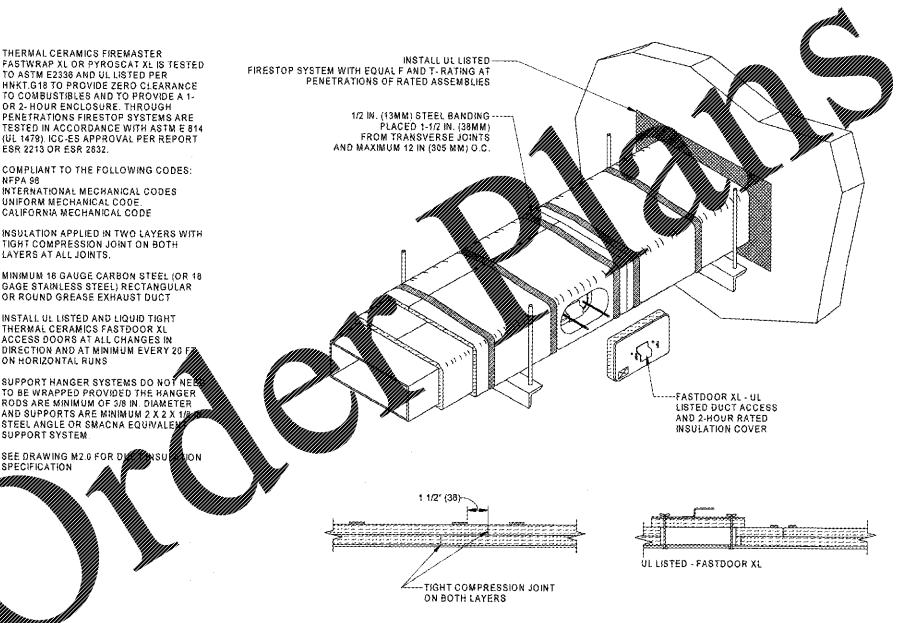 THERMAL CERAMICS FIREMASTER
FASTWRAP XL OR PYROSCAT XL IS TESTED
TO ASTM E2336 AND UL LISTED PER
HNKT.G18 TO PROVIDE ZERO CLEARANCE
TO COMBUSTIBLES AND TO PROVIDE A 1-
OR 2- HOUR ENCLOSURE. THROUGH
PENETRATIONS FIRESTOP SYSTEMS ARE
TESTED IN ACCORDANCE WITH ASTM E 814
(UL 1479). ICC-ES APPROVAL PER REPORT
ESR 2213 OR ESR 2832.
COMPLIANT TO THE FOLLOWING CODES:
NFPA 96
INTERNATIONAL MECHANICAL CODES
UNIFORM MECHANICAL CODE.
CALIFORNIA MECHANICAL CODE
INSULATION APPLIED IN TWO LAYERS WITH
TIGHT COMPRESSION JOINT ON BOTH
LAYERS AT ALL JOINTS.
MINIMUM 16 GAUGE CARBON STEEL (OR 18
GAGE STAINLESS STEEL) RECTANGULAR
OR ROUND GREASE EXHAUST DUCT
INSTALL UL LISTED AND LIQUID TIGHT
THERMAL CERAMICS FASTDOOR XL
ACCESS DOORS AT ALL CHANGES IN
DIRECTION AND AT MINIMUM EVERY 20 FT
ON HORIZONTAL RUNS
SUPPORT HANGER SYSTEMS DO NOT NEED
TO BE WRAPPED PROVIDED THE HANGER
RODS ARE MINIMUM OF 3/8 IN. DIAMETER
AND SUPPORTS ARE MINIMUM 2 X 2 X 1/8
STEEL ANGLE OR SMACNA EQUIVALENT
SUPPORT SYSTEM
SEE DRAWING M2.0 FOR DUCT INSULATION
SPECIFICATION
INSTALL UL LISTED
FIRESTOP SYSTEM WITH EQUAL F AND T- RATING AT
PENETRATIONS OF RATED ASSEMBLIES
1/2 IN. (13MM) STEEL BANDING
PLACED 1-1/2 IN. (38MM)
FROM TRANSVERSE JOINTS
AND MAXIMUM 12 IN (305 MM) O.C.
FASTDOOR XL - UL
LISTED DUCT ACCESS
AND 2-HOUR RATED
INSULATION COVER
1 1/2" (38)
TIGHT COMPRESSION JOINT
ON BOTH LAYERS
UL LISTED - FASTDOOR XL
Order Plans